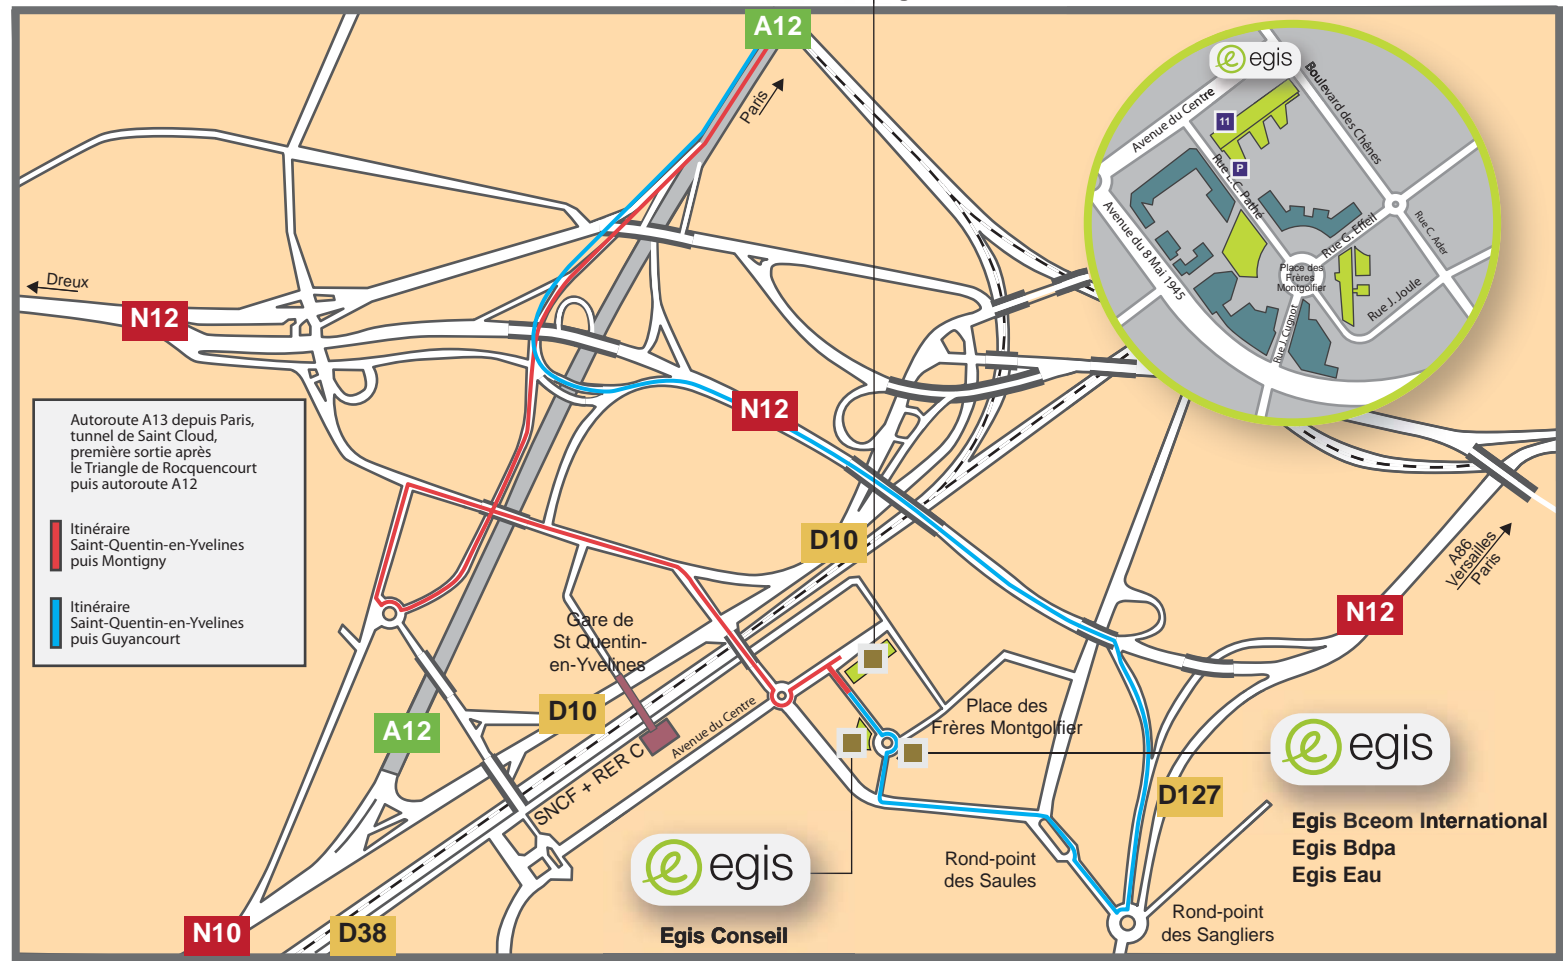 A12
Paris
egis
11
P
Avenue du Centre
Boulevard des Chênes
Rue E.C. Pathé
Avenue du 8 Mai 1945
Rue G. Effeil
Rue C. Ader
Place des
Frères
Montgolfier
Rue J. Joule
Rue J. Cugnot
Dreux
N12
N12
Autoroute A13 depuis Paris,
tunnel de Saint Cloud,
première sortie après
le Triangle de Rocquencourt
puis autoroute A12
Itinéraire
Saint-Quentin-en-Yvelines
puis Montigny
Itinéraire
Saint-Quentin-en-Yvelines
puis Guyancourt
D10
A86
Versailles
Paris
N12
Gare de
St Quentin-
en-Yvelines
D10
A12
Avenue du Centre
SNCF + RER C
Place des
Frères Montgolfier
egis
D127
Egis Bceom International
Egis Bdpa
Egis Eau
egis
Egis Conseil
Rond-point
des Saules
Rond-point
des Sangliers
N10
D38